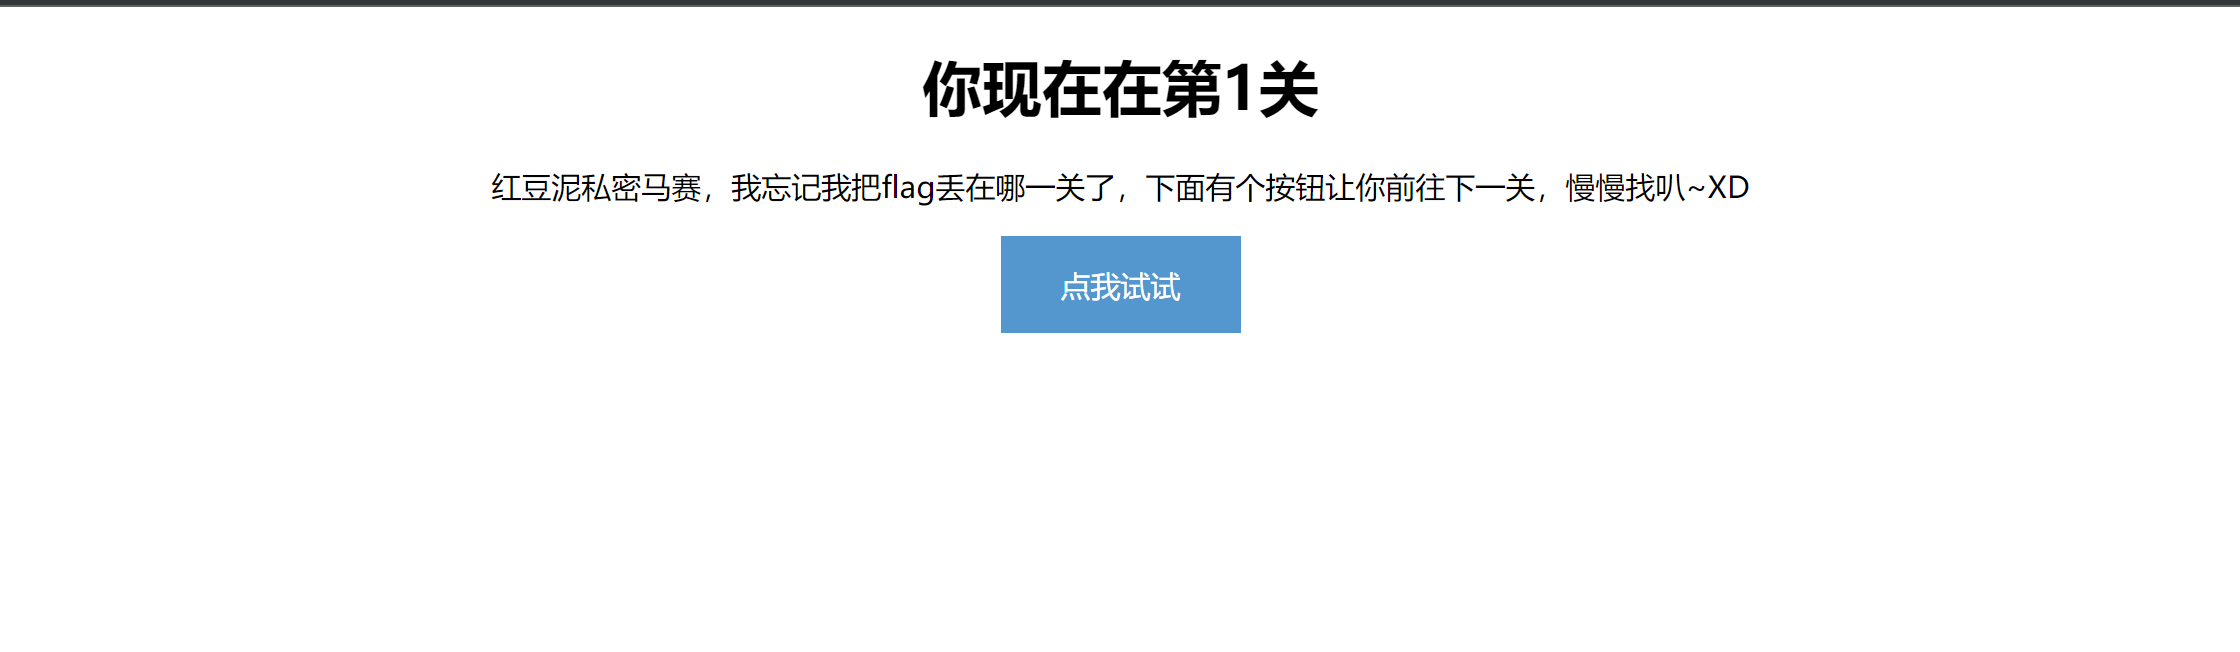 你现在在第1关
红豆泥私密马赛，我忘记我把flag丢在哪一关了，下面有个按钮让你前往下一关，慢慢找叭~XD
点我试试